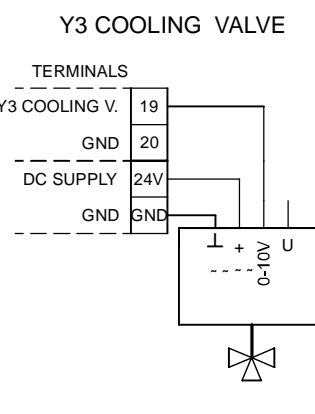 Y3 COOLING VALVE
TERMINALS
Y3 COOLING V. 19
GND 20
DC SUPPLY 24V
GND GND
⊥ + 0-10V U
~ ~ ~ ~